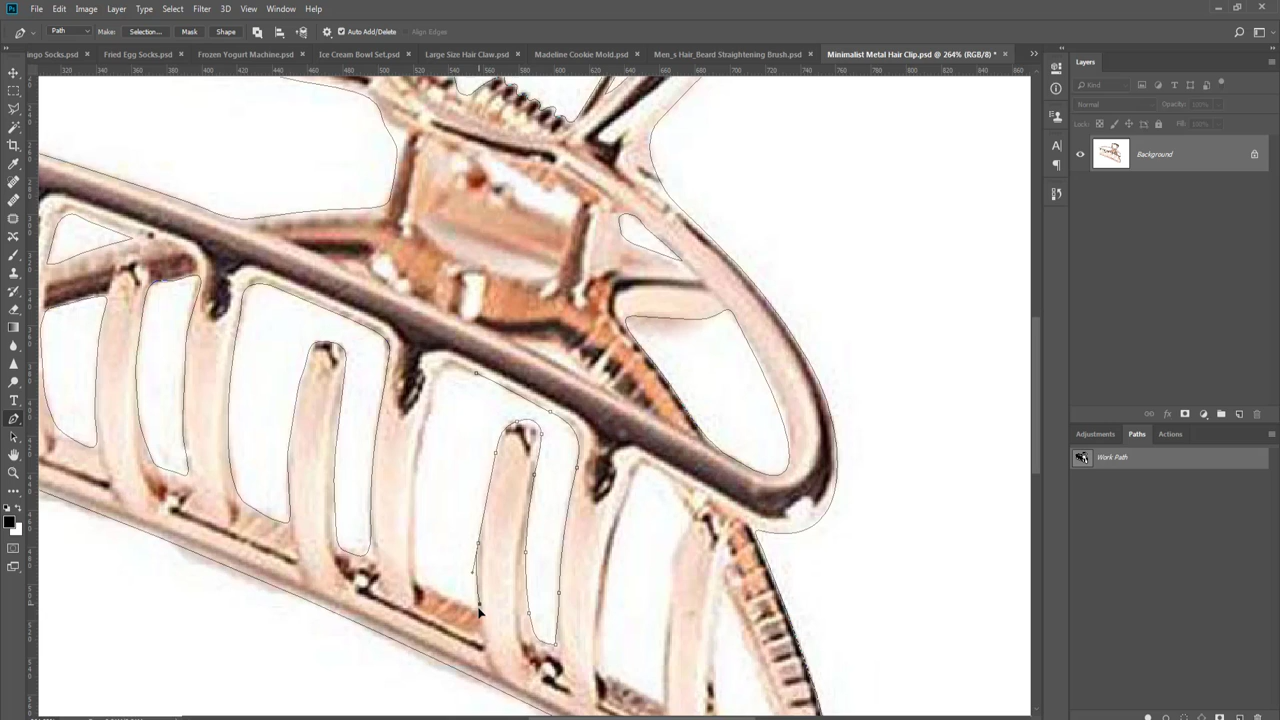 Ps File Edit Image Layer Type Select Filter 3D View Window Help
Path Make: Selection... Mask Shape Auto Add/Delete Align Edges
ingo Socks.psd × Fried Egg Socks.psd × Frozen Yogurt Machine.psd × Ice Cream Bowl Set.psd × Large Size Hair Claw.psd × Madeline Cookie Mold.psd × Men_s Hair_Beard Straightening Brush.psd × Minimalist Metal Hair Clip.psd @ 264% (RGB/8) * ×
Layers
Kind
Normal Opacity: 100%
Lock: Fill: 100%
Background
Adjustments Paths Actions
Work Path